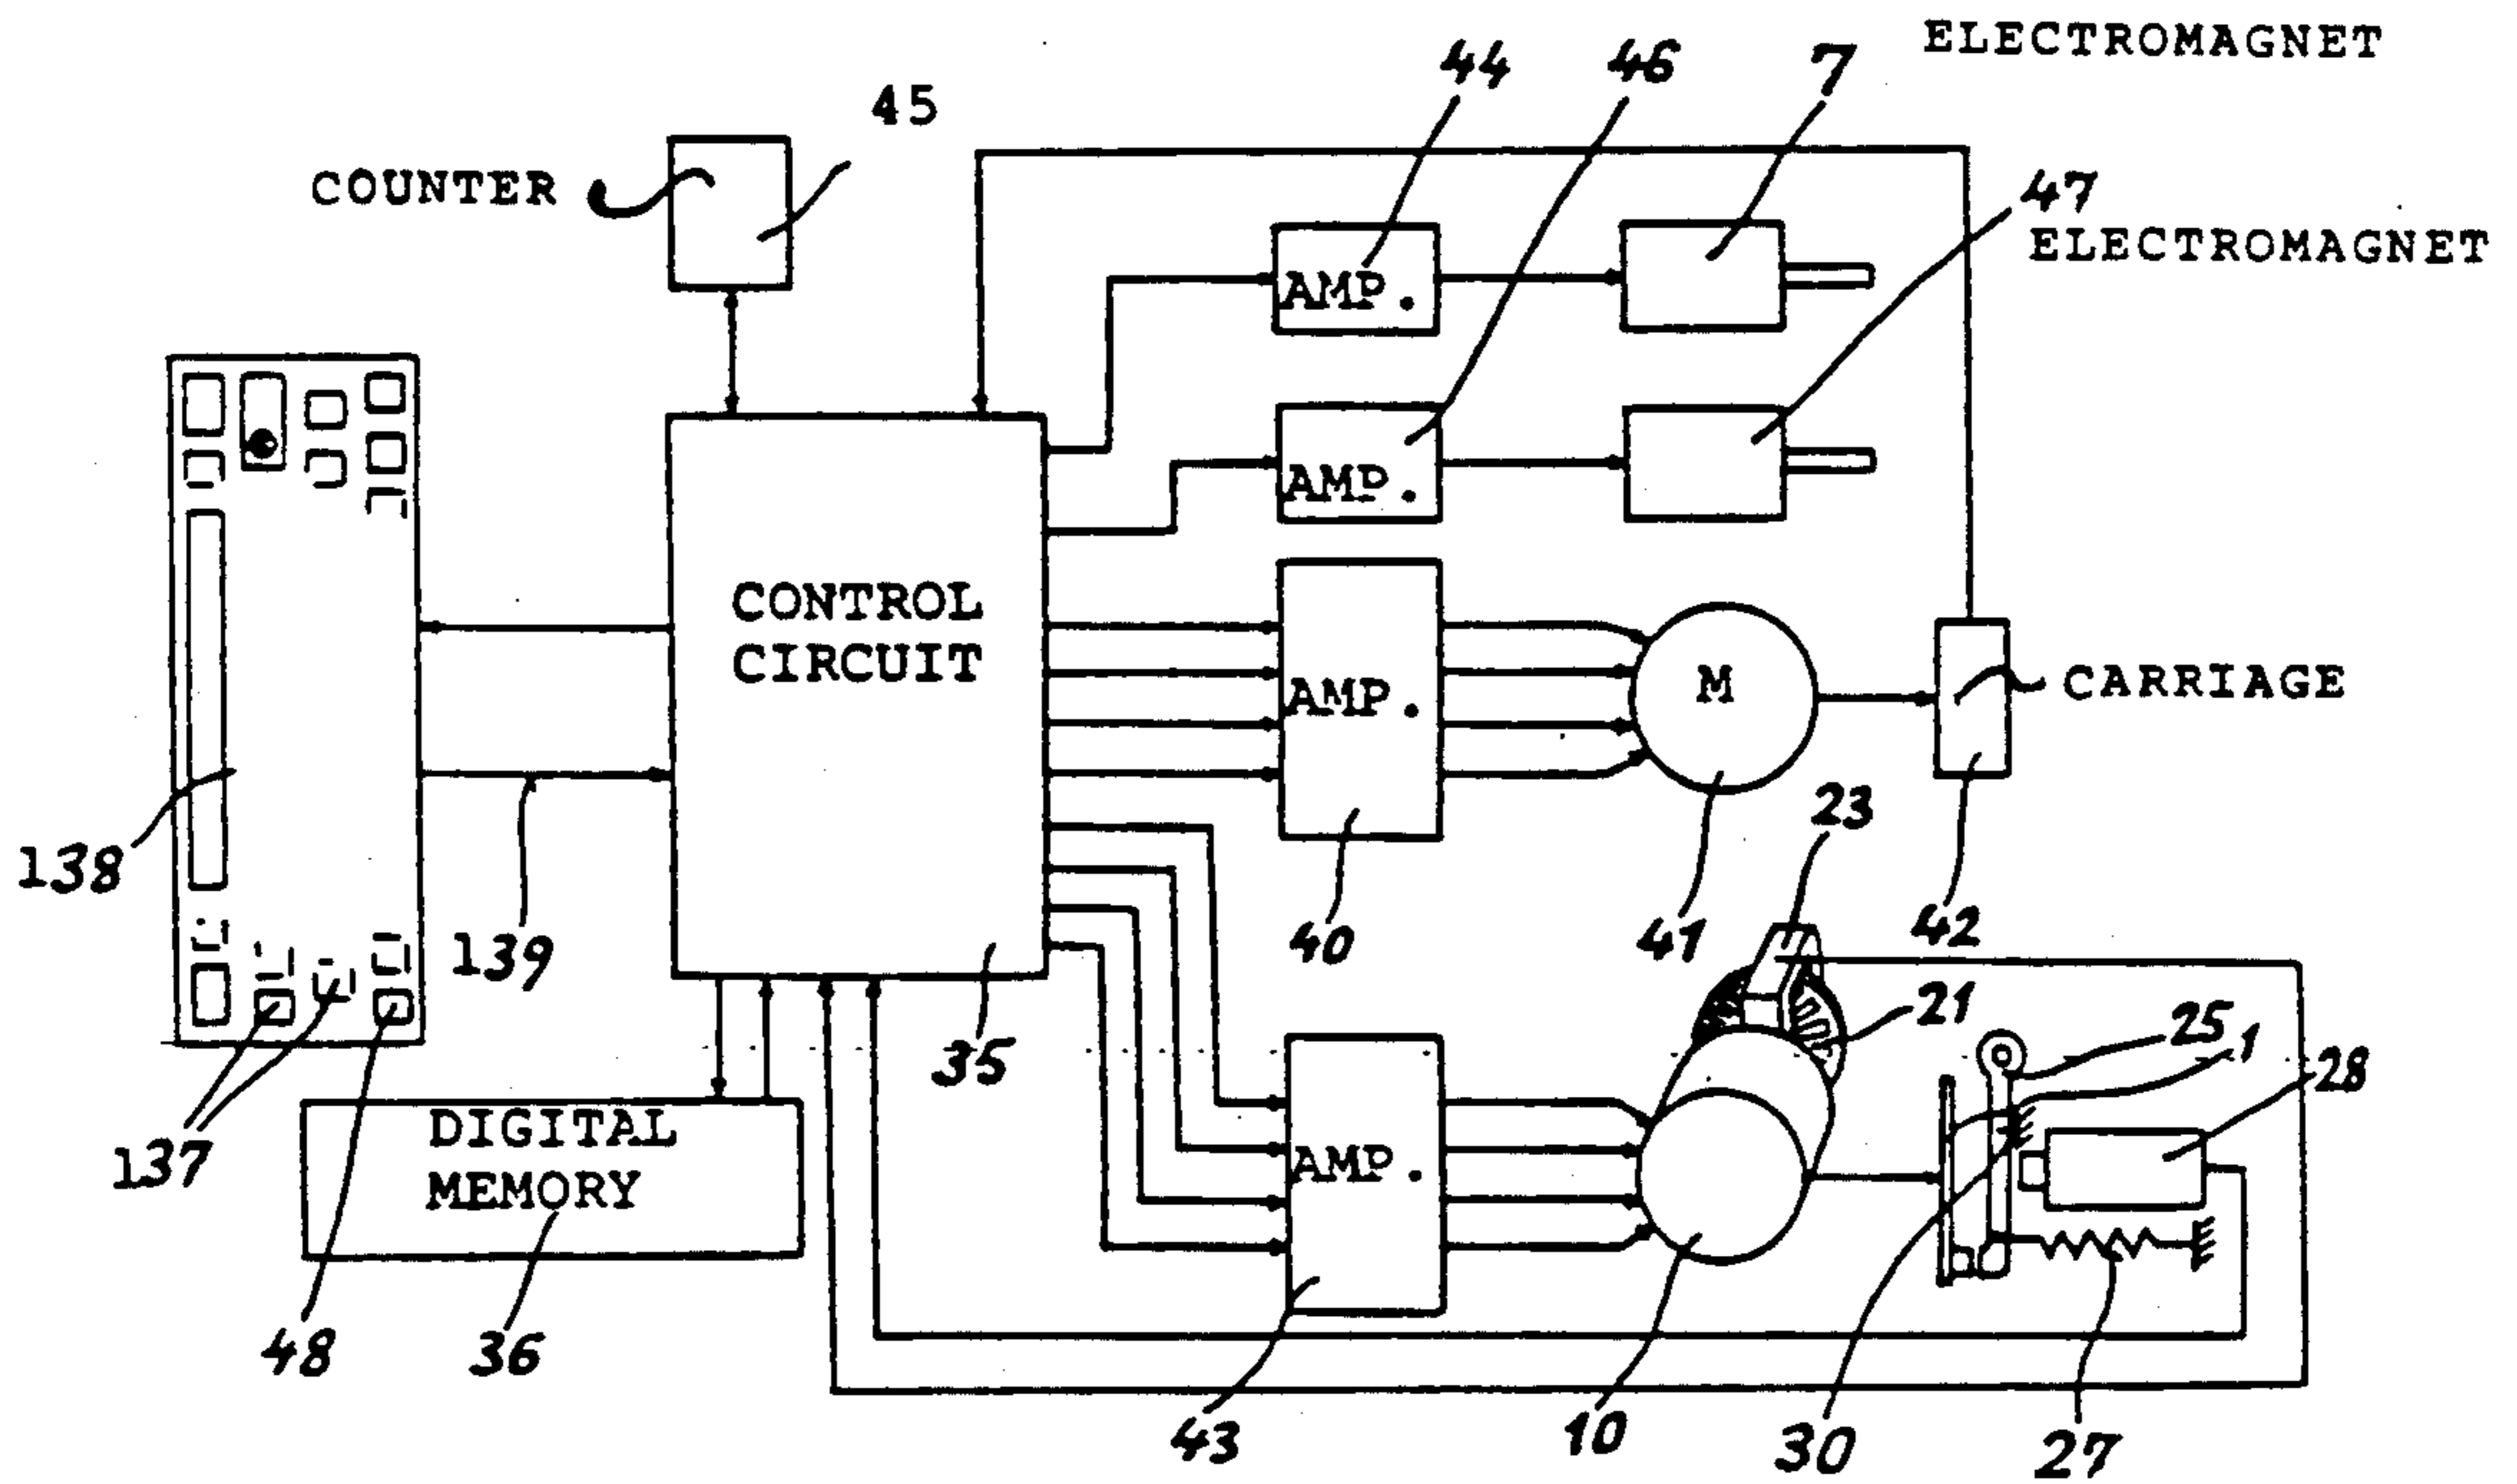 ELECTROMAGNET
44 46 7
45
COUNTER
47
ELECTROMAGNET
AMP.
AMP.
CONTROL
CIRCUIT
AMP.
M
CARRIAGE
138
139
40
41
23
42
35
21
25
1
28
137
DIGITAL
MEMORY
AMP.
48
36
43
10
30
27